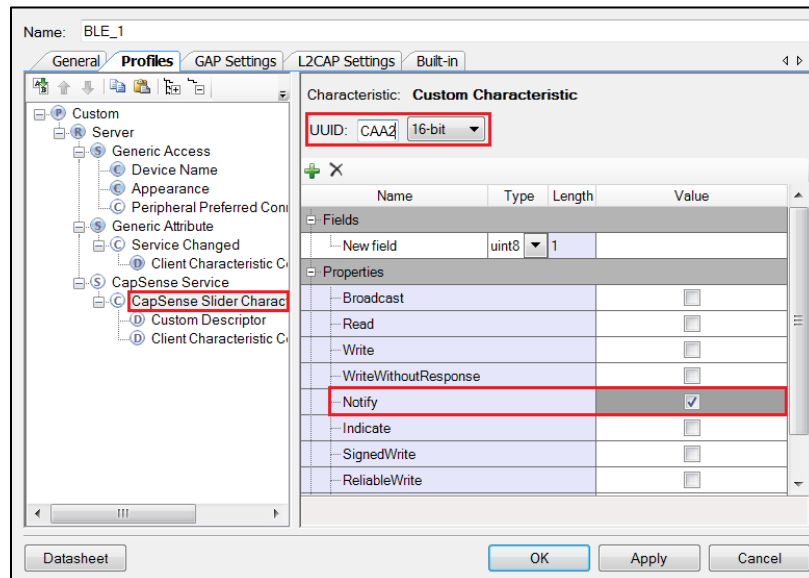 Name: BLE_1
General Profiles GAP Settings L2CAP Settings Built-in
Custom
Server
Generic Access
Device Name
Appearance
Peripheral Preferred Conn
Generic Attribute
Service Changed
Client Characteristic C
CapSense Service
CapSense Slider Charact
Custom Descriptor
Client Characteristic C
Characteristic: Custom Characteristic
UUID: CAA2 16-bit
Name Type Length Value
Fields
New field uint8 1
Properties
Broadcast
Read
Write
WriteWithoutResponse
Notify
Indicate
SignedWrite
ReliableWrite
Datasheet OK Apply Cancel